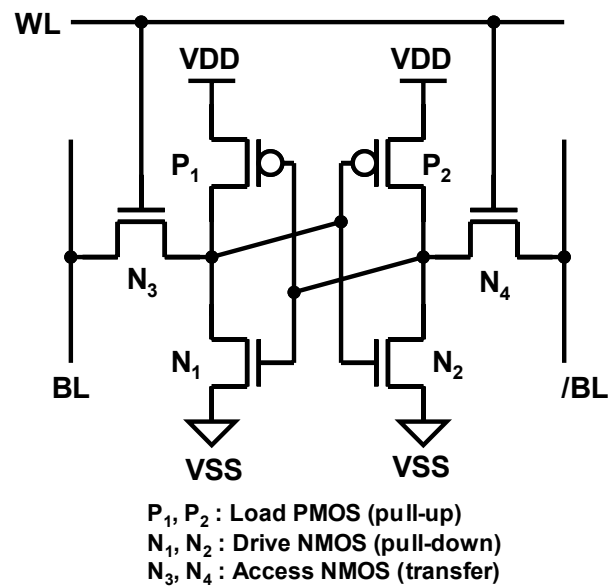 WL
VDD VDD
P₁ P₂
N₃ N₄
N₁ N₂
BL /BL
VSS VSS
P₁, P₂ : Load PMOS (pull-up)
N₁, N₂ : Drive NMOS (pull-down)
N₃, N₄ : Access NMOS (transfer)